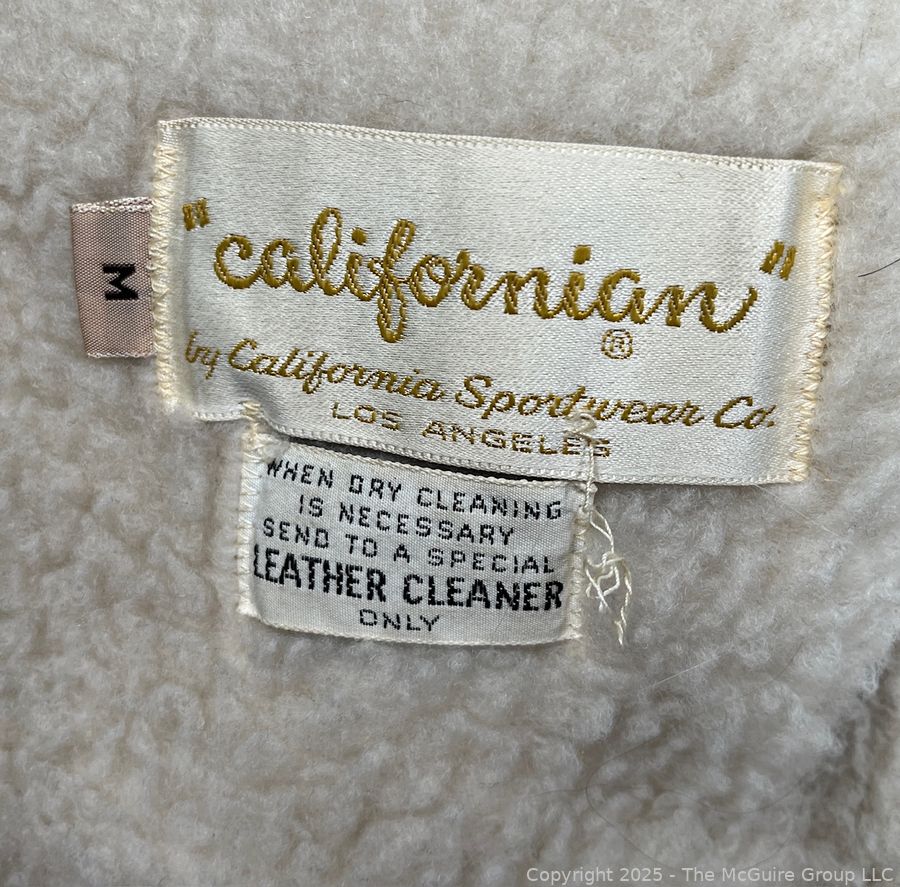 M
"californian"
®
by California Sportswear Co.
LOS ANGELES
WHEN DRY CLEANING
IS NECESSARY
SEND TO A SPECIAL
LEATHER CLEANER
ONLY
Copyright 2025 - The McGuire Group LLC